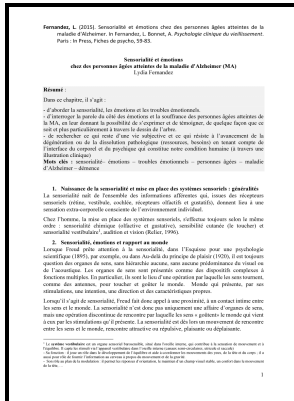 Fernandez, L. (2015). Sensorialité et émotions chez des personnes âgées atteintes de la
maladie d'Alzheimer. In Fernandez, L. Bonnet, A. Psychologie clinique du vieillissement.
Paris : In Press, Fiches de psycho, 59-83.
Sensorialité et émotions
chez des personnes âgées atteintes de la maladie d'Alzheimer (MA)
Lydia Fernandez
Résumé :
Dans ce chapitre, il s'agit :
- d'aborder la sensorialité, les émotions et les troubles émotionnels.
- d'interroger la parole du côté des émotions et la souffrance des personnes âgées atteintes de
la MA, en leur donnant la possibilité de s'exprimer et de témoigner, de quelque façon que ce
soit et plus particulièrement à travers le dessin de l'arbre.
- de rechercher ce qui reste d'une vie subjective et ce qui résiste à l'avancement de la
dégénération ou de la dissolution pathologique (ressources, besoins) en tenant compte de
l'interface du corporel et du psychique qui constitue notre condition humaine (à travers une
illustration clinique)
Mots clés : sensorialité- émotions – troubles émotionnels – personnes âgées – maladie
d'Alzheimer – démence
1. Naissance de la sensorialité et mise en place des systèmes sensoriels : généralités
La sensorialité suit de l'ensemble des informations afférentes qui, issues des récepteurs
sensoriels (rétine, vestibule, cochlée, récepteurs olfactifs et gustatifs), donnent lieu à une
sensation extra-corporelle consciente de l'environnement individuel.
Chez l'homme, la mise en place des systèmes sensoriels, s'effectue toujours selon le même
ordre : sensorialité chimique (olfactive et gustative), sensibilité cutanée (le toucher) et
sensorialité vestibulaire¹, audition et vision (Relier, 1996).
2. Sensorialité, émotions et rapport au monde
Lorsque Freud prête attention à la sensorialité, dans l'Esquisse pour une psychologie
scientifique (1895), par exemple, ou dans Au-delà du principe de plaisir (1920), il est toujours
question des organes de sens, sans hiérarchie aucune, sans aucune prédominance du visuel ou
de l'acoustique. Les organes de sens sont présentés comme des dispositifs complexes à
fonctions multiples. En particulier, ils sont le lieu d'une opération par laquelle les sens tournent,
comme des antennes, pour toucher et goûter le monde. Monde qui présente, par ses
stimulations, une intention, une direction et des caractéristiques propres.
Lorsqu'il s'agit de sensorialité, Freud fait donc appel à une proximité, à un contact intime entre
les sens et le monde. La sensorialité n'est donc pas uniquement une affaire d'organes de sens,
mais une opération discontinue de rencontre par laquelle les sens « goûtent» le monde qui vient
à eux par les stimulations qu'il présente. La sensorialité est dès lors un mouvement de rencontre
entre les sens et le monde, rencontre attractive ou répulsive, plaisante ou déplaisante.
1